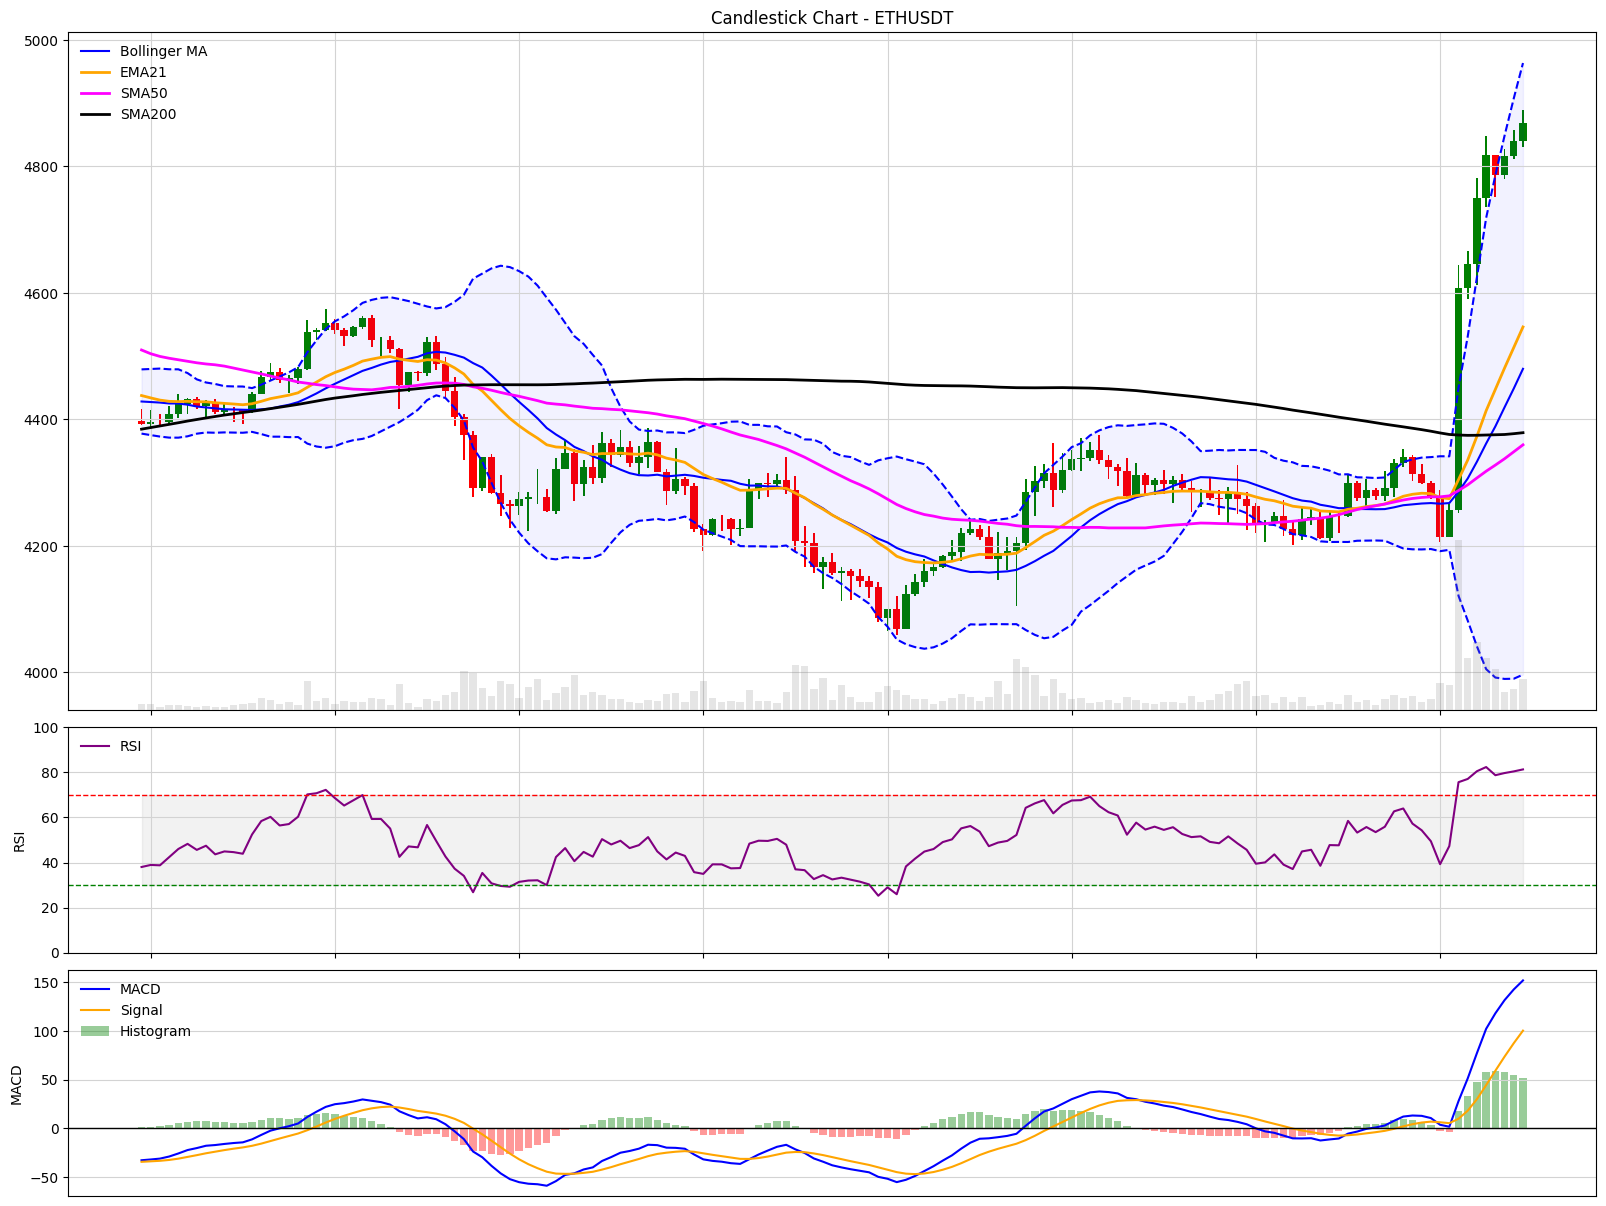 Candlestick Chart - ETHUSDT
5000
4800
4600
4400
4200
4000
Bollinger MA
EMA21
SMA50
SMA200
RSI
100
80
60
40
20
0
RSI
MACD
150
100
50
0
−50
MACD
Signal
Histogram